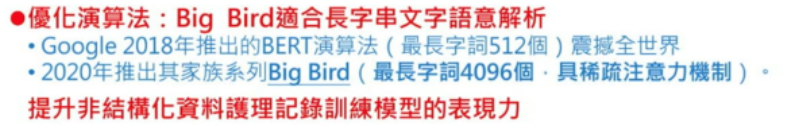 ●優化演算法：Big Bird適合長字串文字語意解析
• Google 2018年推出的BERT演算法（最長字詞512個）震撼全世界
• 2020年推出其家族系列Big Bird（最長字詞4096個，具稀疏注意力機制）。
提升非結構化資料護理記錄訓練模型的表現力